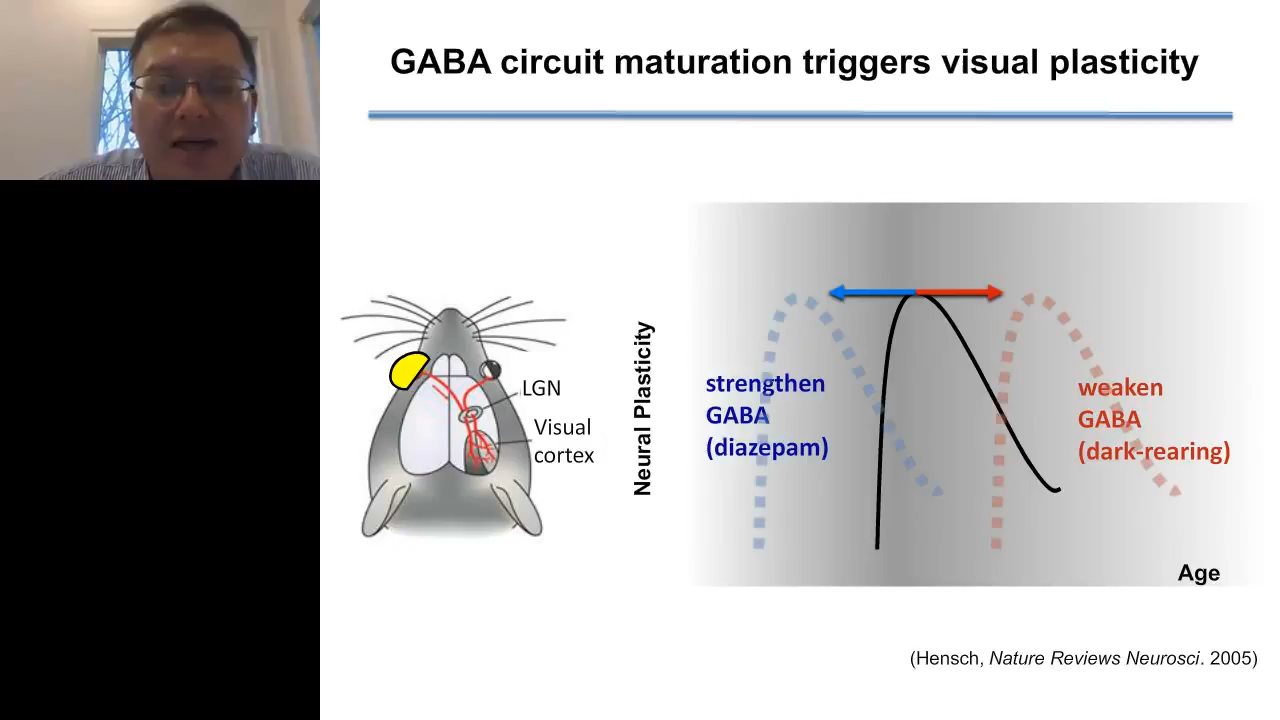 GABA circuit maturation triggers visual plasticity
LGN
Visual
cortex
Neural Plasticity
strengthen
GABA
(diazepam)
weaken
GABA
(dark-rearing)
Age
(Hensch, Nature Reviews Neurosci. 2005)